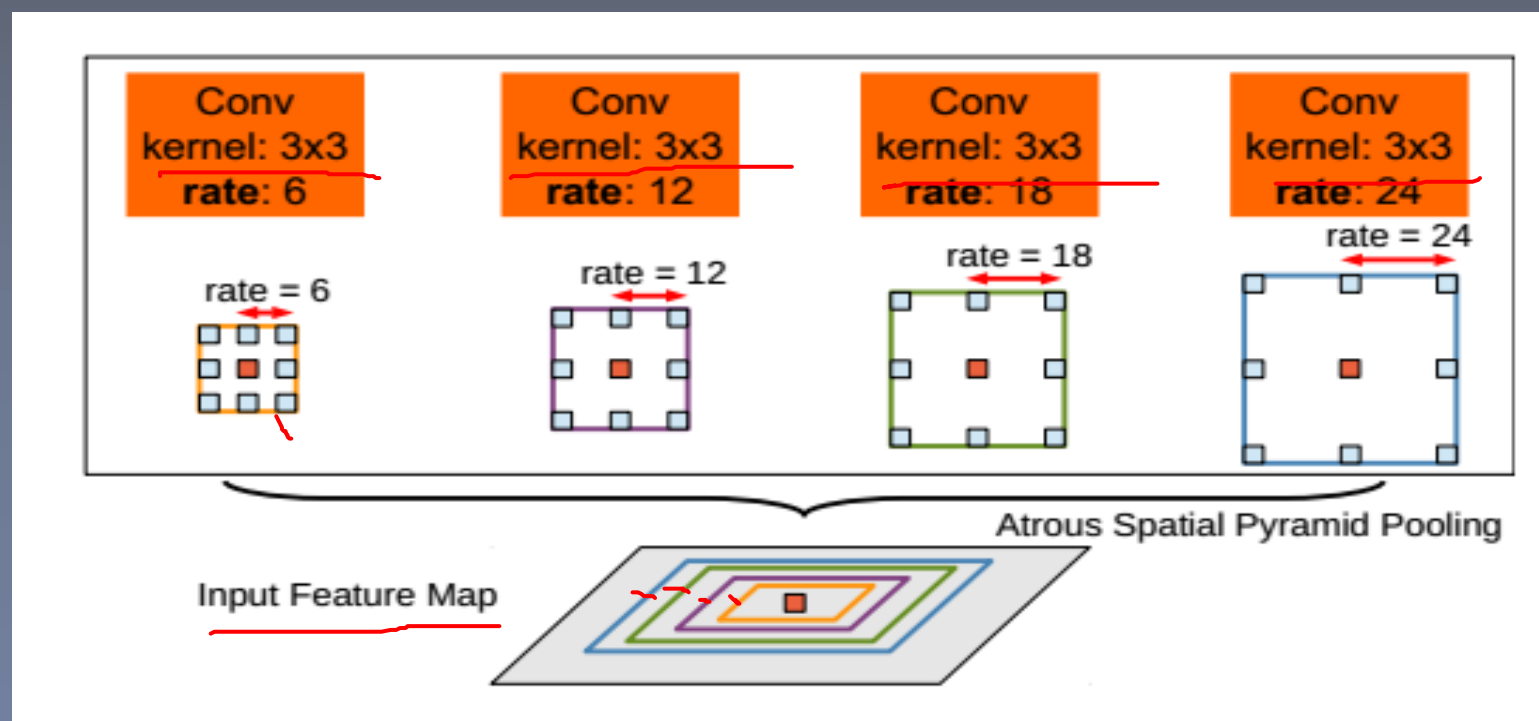 Conv
kernel: 3x3
rate: 6
Conv
kernel: 3x3
rate: 12
Conv
kernel: 3x3
rate: 18
Conv
kernel: 3x3
rate: 24
rate = 6
rate = 12
rate = 18
rate = 24
Atrous Spatial Pyramid Pooling
Input Feature Map